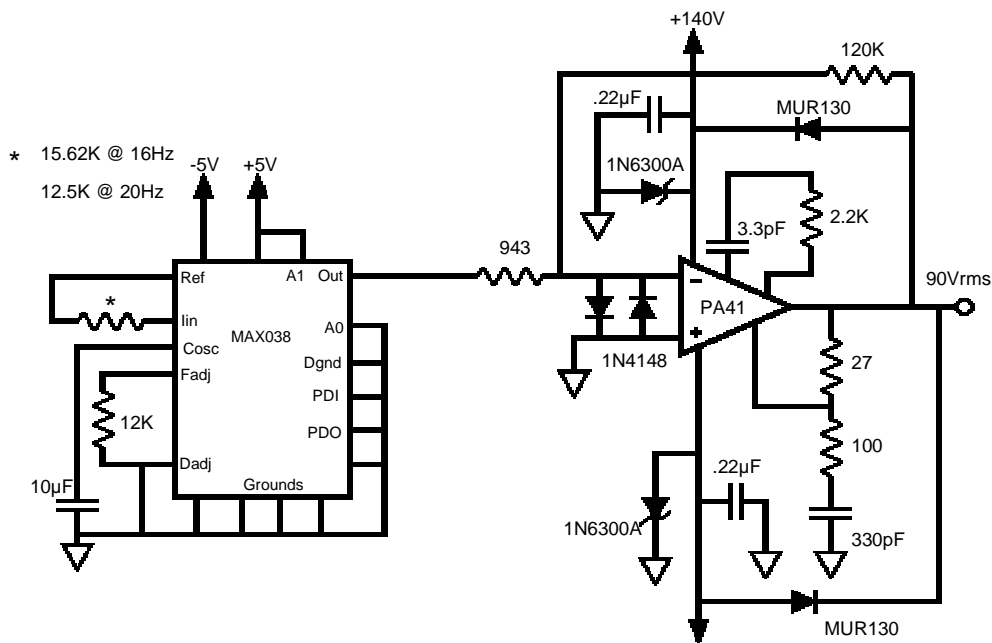 +140V
120K
.22µF
MUR130
* 15.62K @ 16Hz
12.5K @ 20Hz
-5V
+5V
1N6300A
2.2K
3.3pF
943
Ref
A1
Out
90Vrms
*
Iin
A0
PA41
Cosc
MAX038
1N4148
Fadj
Dgnd
27
PDI
12K
PDO
100
Dadj
.22µF
10µF
Grounds
1N6300A
330pF
MUR130